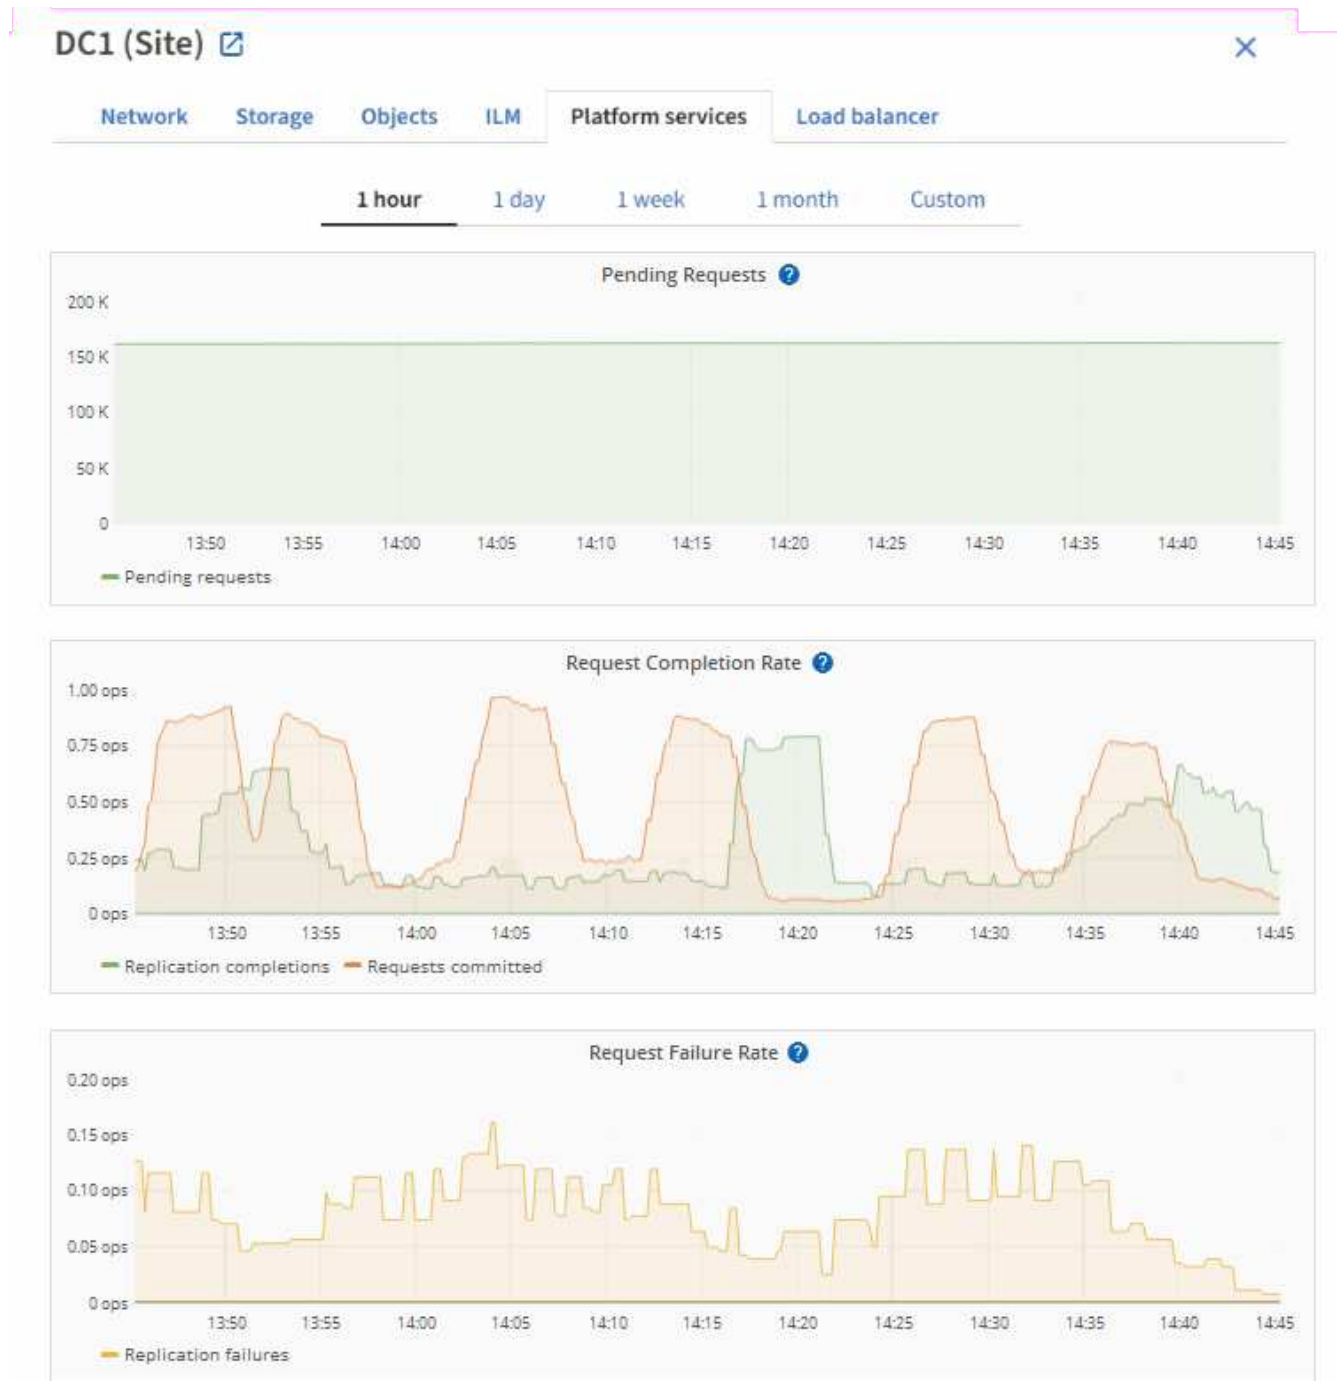 DC1 (Site)
Network Storage Objects ILM Platform services Load balancer
1 hour 1 day 1 week 1 month Custom
Pending Requests ?
200 K
150 K
100 K
50 K
0
13:50 13:55 14:00 14:05 14:10 14:15 14:20 14:25 14:30 14:35 14:40 14:45
Pending requests
Request Completion Rate ?
1.00 ops
0.75 ops
0.50 ops
0.25 ops
0 ops
13:50 13:55 14:00 14:05 14:10 14:15 14:20 14:25 14:30 14:35 14:40 14:45
Replication completions Requests committed
Request Failure Rate ?
0.20 ops
0.15 ops
0.10 ops
0.05 ops
0 ops
13:50 13:55 14:00 14:05 14:10 14:15 14:20 14:25 14:30 14:35 14:40 14:45
Replication failures